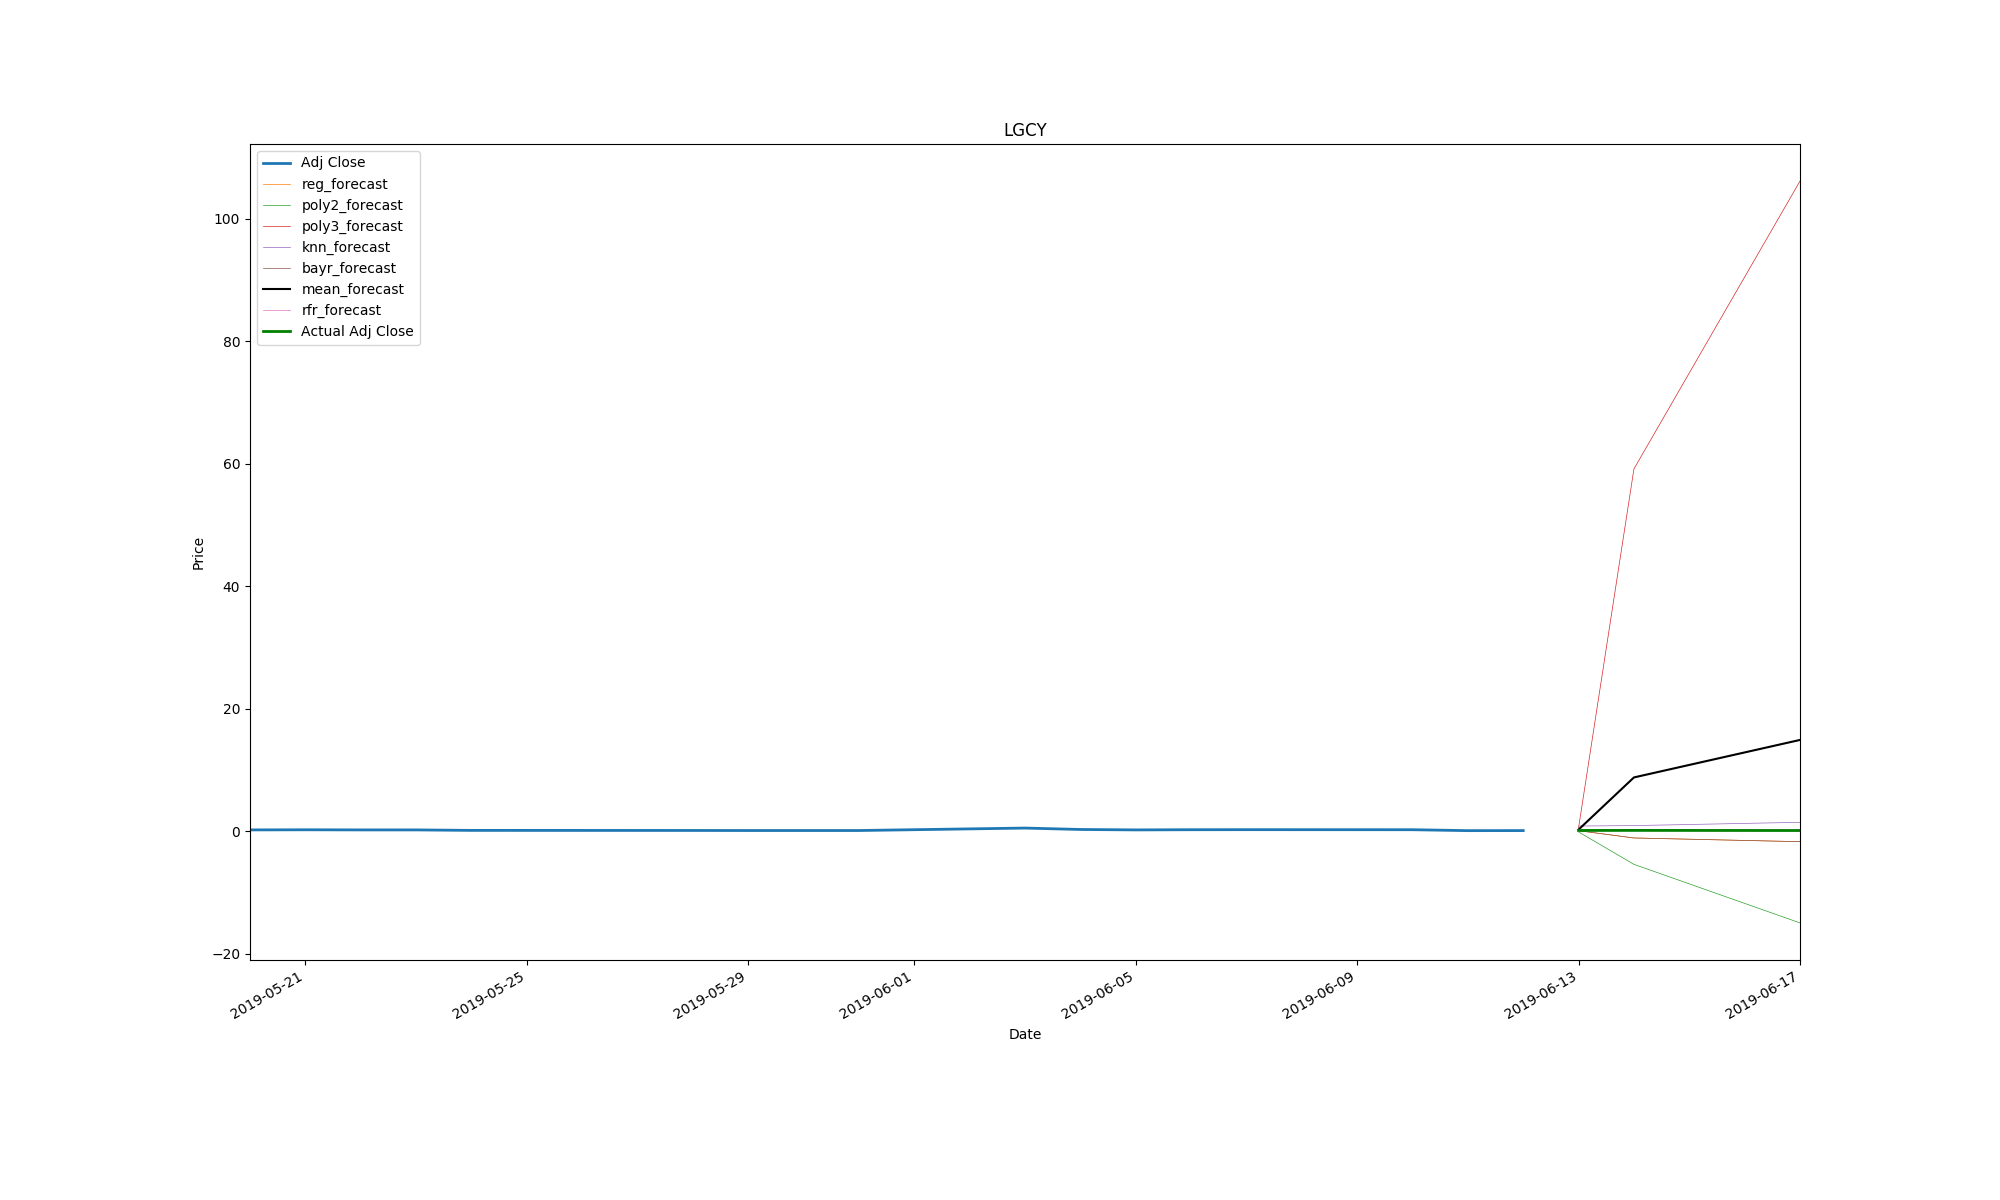 LGCY
Adj Close
reg_forecast
poly2_forecast
poly3_forecast
knn_forecast
bayr_forecast
mean_forecast
rfr_forecast
Actual Adj Close
100
80
60
40
20
0
−20
Price
2019-05-21
2019-05-25
2019-05-29
2019-06-01
2019-06-05
2019-06-09
2019-06-13
2019-06-17
Date